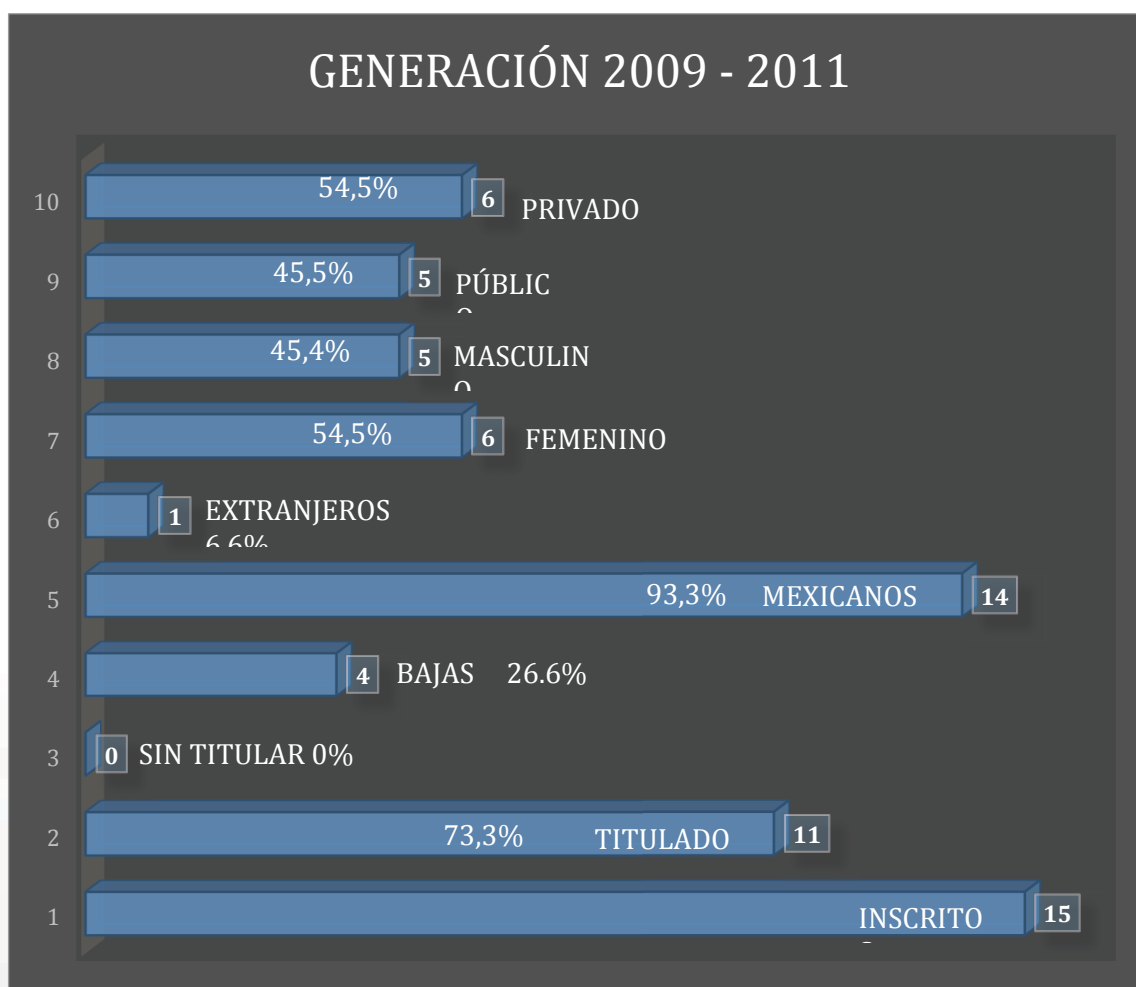 GENERACIÓN 2009 - 2011
10 54,5% 6 PRIVADO
9 45,5% 5 PÚBLIC
O
8 45,4% 5 MASCULIN
O
7 54,5% 6 FEMENINO
6 1 EXTRANJEROS
6.6%
5 93,3% MEXICANOS 14
4 4 BAJAS 26.6%
3 0 SIN TITULAR 0%
2 73,3% TITULADO 11
1 INSCRITO 15